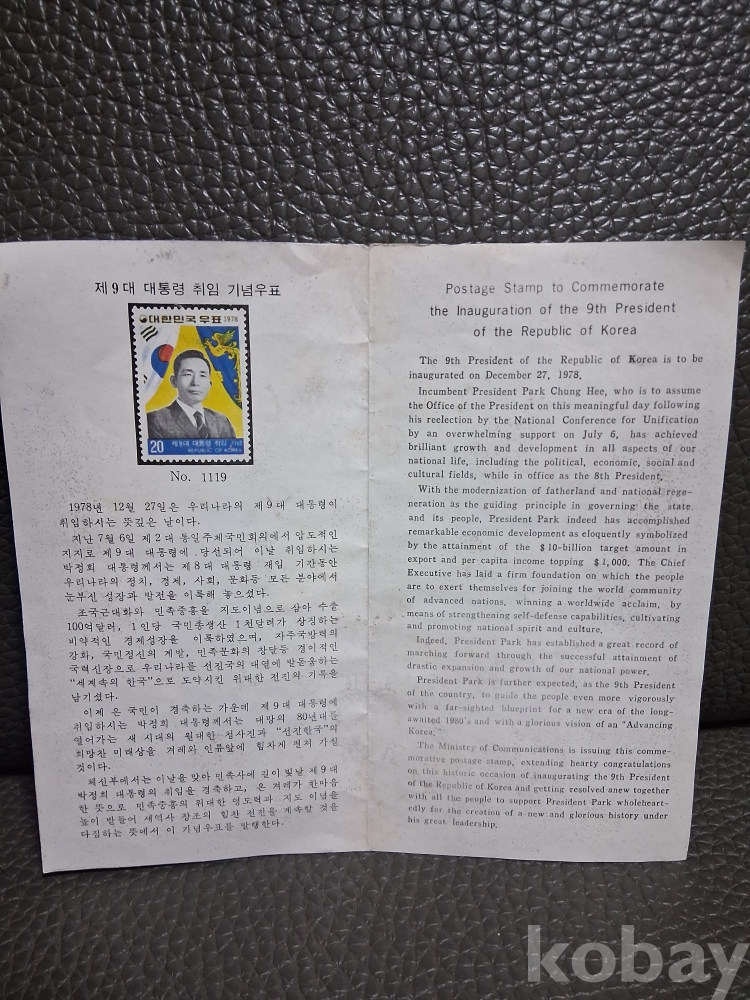 제9대 대통령 취임 기념우표
대한민국 우표 1978
20
제9대 대통령 취임 기념
REPUBLIC OF KOREA
No. 1119
1978년 12월 27일은 우리나라의 제9대 대통령이
취임하시는 뜻깊은 날이다.
지난 7월 6일 제 2대 통일주체국민회의에서 압도적인
지지로 제9대 대통령에 당선되어 이날 취임하시는
박정희 대통령께서는 제8대 대통령 재임 기간동안
우리나라의 정치, 경제, 사회, 문화등 모든 분야에서
눈부신 성장과 발전을 이룩해 놓으셨다.
조국근대화와 민족중흥을 지도이념으로 삼아 수출
100억달러, 1인당 국민총생산 1천달러가 상징하는
비약적인 경제성장을 이룩하였으며, 자주국방력의
강화, 국민정신의 계발, 민족문화의 창달등 경이적인
국력신장으로 우리나라를 선진국의 대열에 발돋움하는
"세계속의 한국"으로 도약시킨 위대한 전진의 기록을
남기셨다.
이제 온 국민이 경축하는 가운데 제9대 대통령에
취임하시는 박정희 대통령께서는 대망의 80년대를
열어가는 새 시대의 원대한 청사진과 "선진한국"의
희망찬 미래상을 겨레와 인류앞에 힘차게 펼쳐 가실
것이다.
체신부에서는 이날을 맞아 민족사에 길이 빛날 제9대
박정희 대통령의 취임을 경축하고, 온 겨레가 한마음
한 뜻으로 민족중흥의 위대한 영도력과 지도 이념을
높이 받들어 새역사 창조의 힘찬 전진을 계속할 것을
다짐하는 뜻에서 이 기념우표를 발행한다.
Postage Stamp to Commemorate
the Inauguration of the 9th President
of the Republic of Korea
The 9th President of the Republic of Korea is to be
inaugurated on December 27, 1978.
Incumbent President Park Chung Hee, who is to assume
the Office of the President on this meaningful day following
his reelection by the National Conference for Unification
by an overwhelming support on July 6, has achieved
brilliant growth and development in all aspects of our
national life, including the political, economic, social and
cultural fields, while in office as the 8th President.
With the modernization of fatherland and national rege-
neration as the guiding principle in governing the state
and its people, President Park indeed has accomplished
remarkable economic development as eloquently symbolized
by the attainment of the $10-billion target amount in
export and per capita income topping $1,000. The Chief
Executive has laid a firm foundation on which the people
are to exert themselves for joining the world community
of advanced nations, winning a worldwide acclaim, by
means of strengthening self-defense capabilities, cultivating
and promoting national spirit and culture.
Indeed, President Park has established a great record of
marching forward through the successful attainment of
drastic expansion and growth of our national power.
President Park is further expected, as the 9th President
of the country, to guide the people even more vigorously
with a far-sighted blueprint for a new era of the long-
awaited 1980's and with a glorious vision of an "Advancing
Korea."
The Ministry of Communications is issuing this comme-
morative postage stamp, extending hearty congratulations
on this historic occasion of inaugurating the 9th President
of the Republic of Korea and getting resolved anew together
with all the people to support President Park wholeheart-
edly for the creation of a new and glorious history under
his great leadership.
kobay